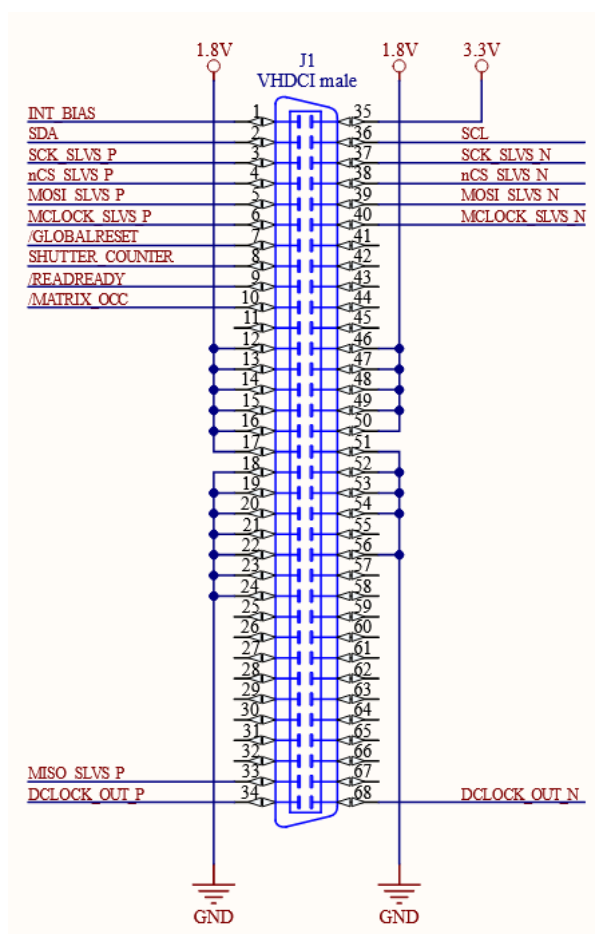 1.8V 1.8V 3.3V
J1
VHDCI male
INT_BIAS 1 35
SDA 2 36 SCL
SCK_SLVS_P 3 37 SCK_SLVS_N
nCS_SLVS_P 4 38 nCS_SLVS_N
MOSI_SLVS_P 5 39 MOSI_SLVS_N
MCLOCK_SLVS_P 6 40 MCLOCK_SLVS_N
/GLOBALRESET 7 41
SHUTTER_COUNTER 8 42
/READREADY 9 43
/MATRIX_OCC 10 44
11 45
12 46
13 47
14 48
15 49
16 50
17 51
18 52
19 53
20 54
21 55
22 56
23 57
24 58
25 59
26 60
27 61
28 62
29 63
30 64
31 65
32 66
MISO_SLVS_P 33 67
DCLOCK_OUT_P 34 68 DCLOCK_OUT_N
GND GND